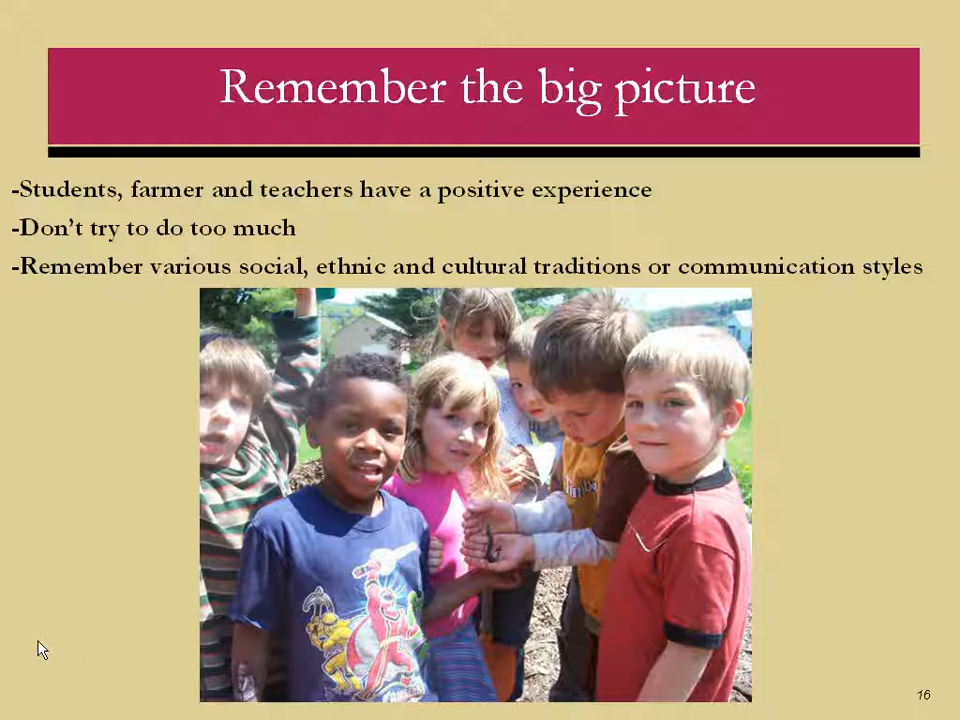 Remember the big picture
-Students, farmer and teachers have a positive experience
-Don't try to do too much
-Remember various social, ethnic and cultural traditions or communication styles
16